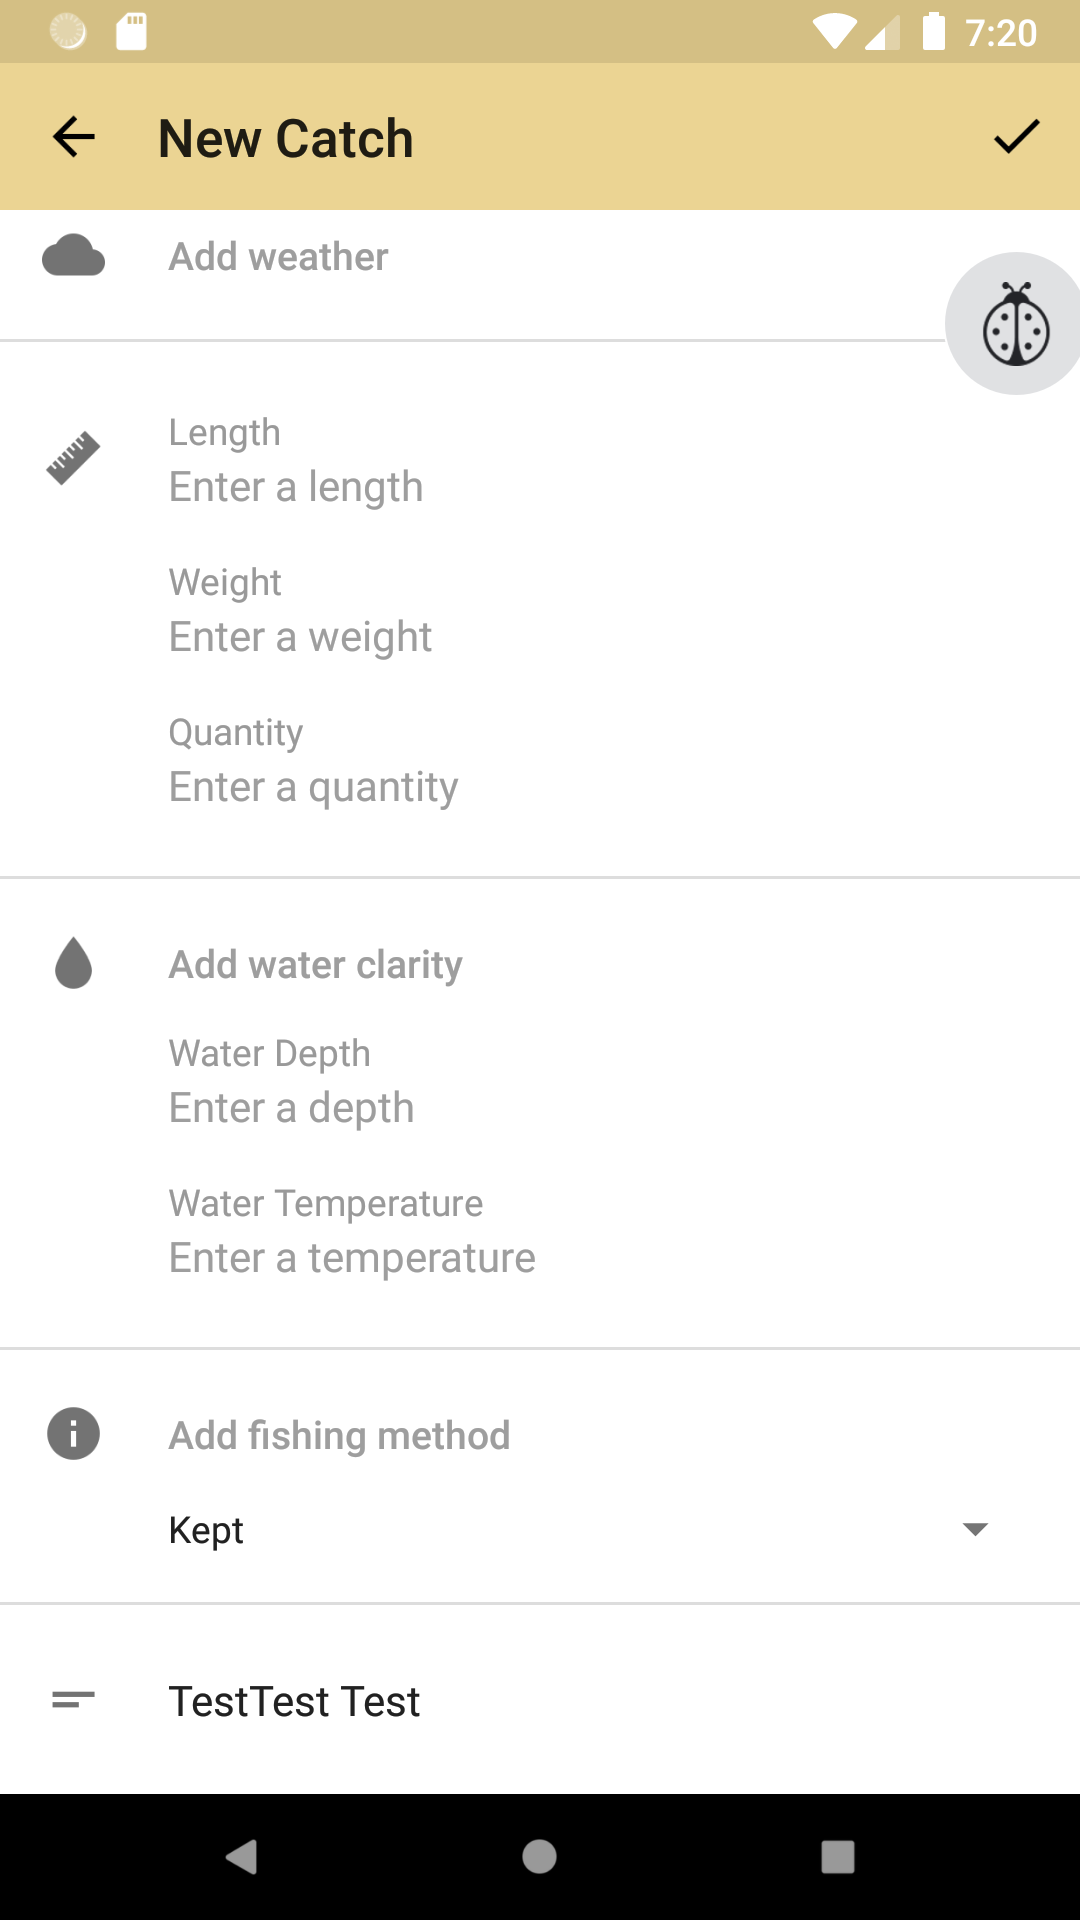 7:20
New Catch
Add weather
Length
Enter a length
Weight
Enter a weight
Quantity
Enter a quantity
Add water clarity
Water Depth
Enter a depth
Water Temperature
Enter a temperature
Add fishing method
Kept
TestTest Test